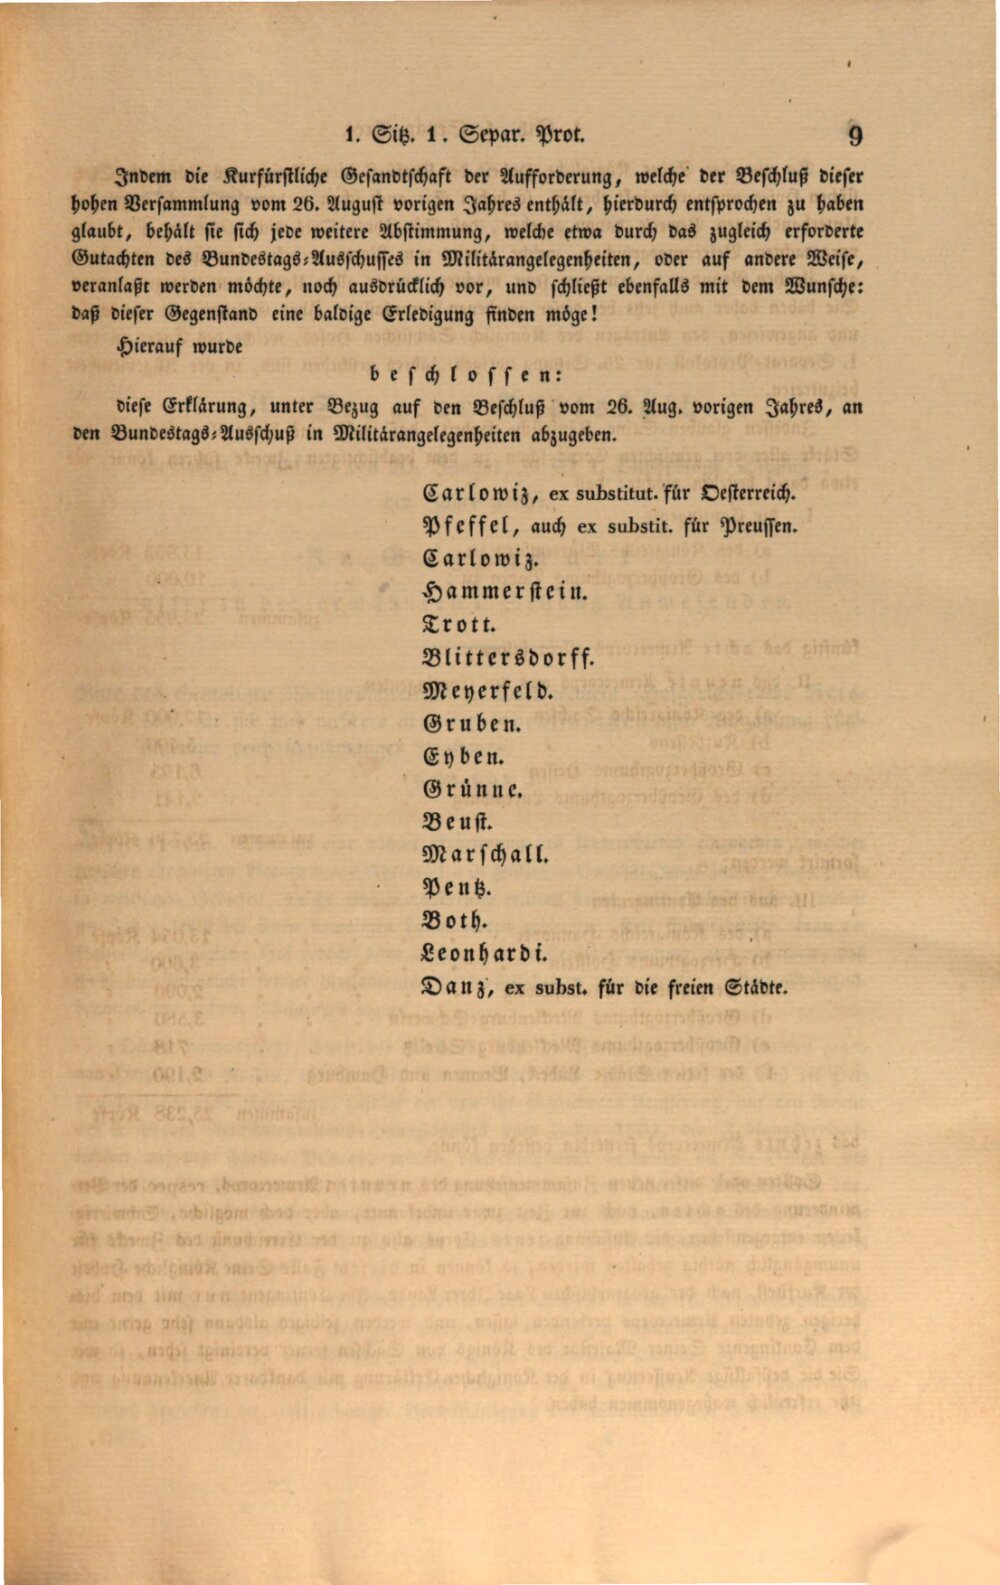 1. Sitz. 1. Separ. Prot. 9
Indem die Kurfürstliche Gesandtschaft der Aufforderung, welche der Beschluß dieser
hohen Versammlung vom 26. August vorigen Jahres enthält, hierdurch entsprochen zu haben
glaubt, behält sie sich jede weitere Abstimmung, welche etwa durch das zugleich erforderte
Gutachten des Bundestags-Ausschusses in Militärangelegenheiten, oder auf andere Weise,
veranlaßt werden möchte, noch ausdrücklich vor, und schließt ebenfalls mit dem Wunsche:
daß dieser Gegenstand eine baldige Erledigung finden möge!
Hierauf wurde
beschlossen:
diese Erklärung, unter Bezug auf den Beschluß vom 26. Aug. vorigen Jahres, an
den Bundestags-Ausschuß in Militärangelegenheiten abzugeben.
Carlowiz, ex substitut. für Oesterreich.
Pfeffel, auch ex substit. für Preussen.
Carlowiz.
Hammerstein.
Trott.
Blittersdorff.
Meyerfeld.
Gruben.
Eyben.
Grünne.
Beust.
Marschall.
Pentz.
Both.
Leonhardi.
Danz, ex subst. für die freien Städte.